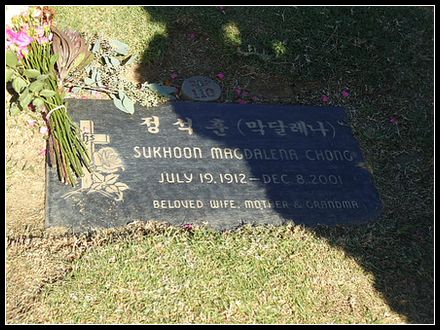 정석훈 (막달레나)
SUKHOON MAGDALENA CHONG
JULY 19, 1912 — DEC. 8, 2001
BELOVED WIFE, MOTHER & GRANDMA